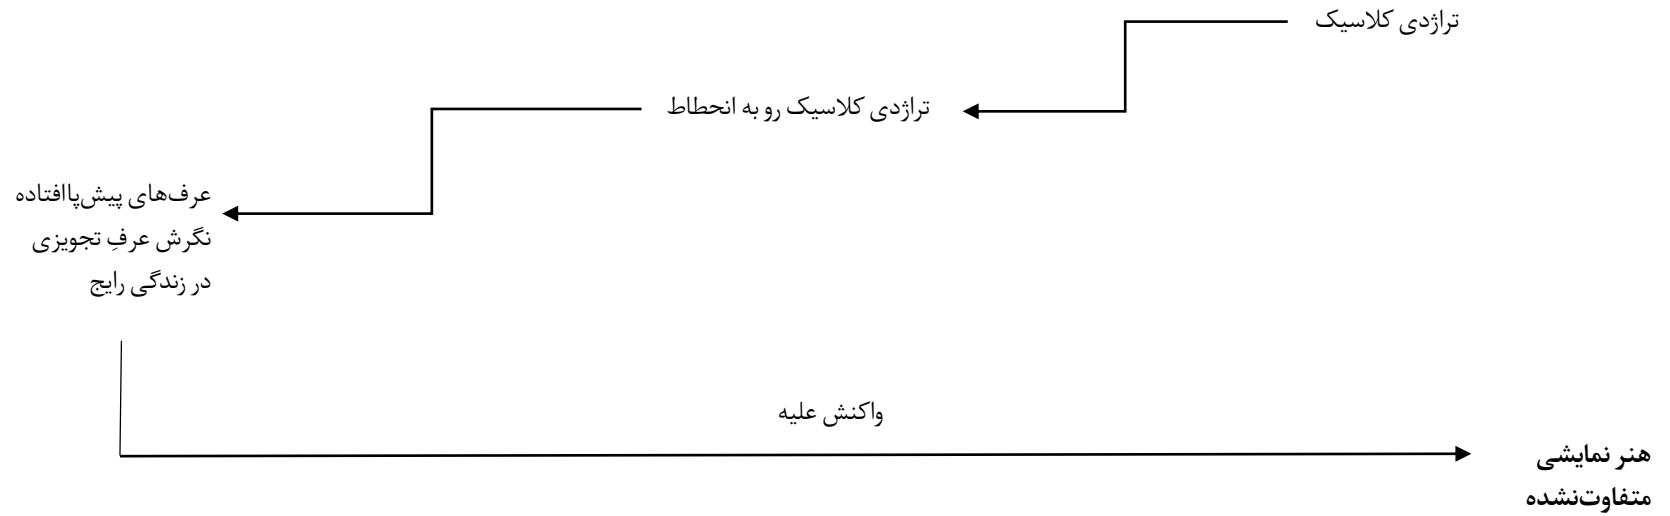 تراژدی کلاسیک
تراژدی کلاسیک رو به انحطاط
عرف‌های پیش‌پاافتاده
نگرش عرفِ تجویزی
در زندگی رایج
واکنش علیه
هنر نمایشی
متفاوت‌نشده